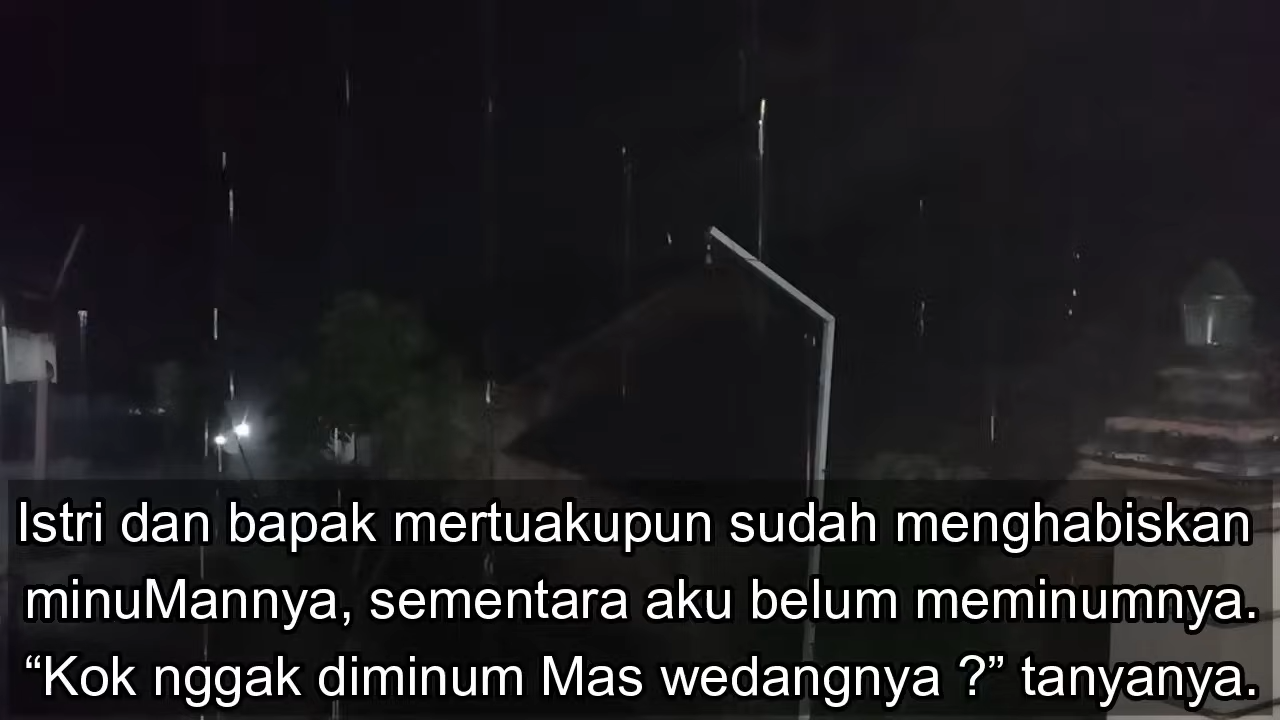 Istri dan bapak mertuakupun sudah menghabiskan
minuMannya, sementara aku belum meminumnya.
“Kok nggak diminum Mas wedangnya ?” tanyanya.